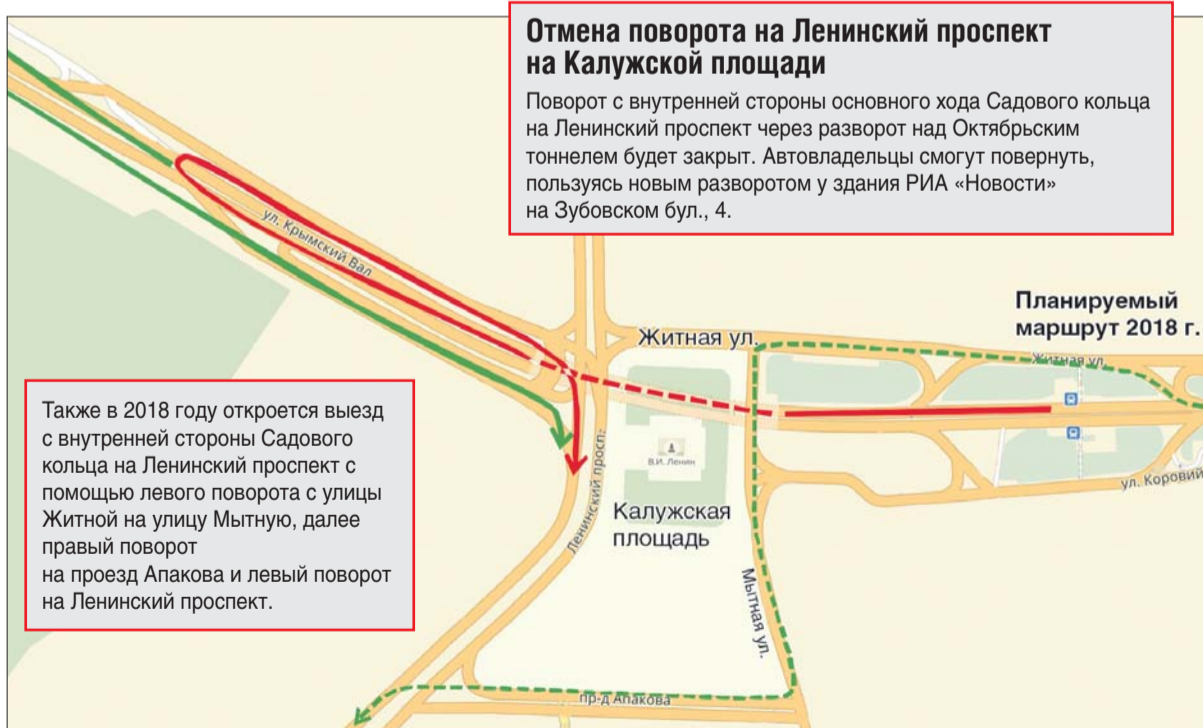 Отмена поворота на Ленинский проспект
на Калужской площади
Поворот с внутренней стороны основного хода Садового кольца
на Ленинский проспект через разворот над Октябрьским
тоннелем будет закрыт. Автовладельцы смогут повернуть,
пользуясь новым разворотом у здания РИА «Новости»
на Зубовском бул., 4.
ул. Крымский Вал
Планируемый
маршрут 2018 г.
Житная ул.
Житная ул.
Также в 2018 году откроется выезд
с внутренней стороны Садового
кольца на Ленинский проспект с
помощью левого поворота с улицы
Житной на улицу Мытную, далее
правый поворот
на проезд Апакова и левый поворот
на Ленинский проспект.
В.И. Ленин
Ленинский просп.
ул. Коровий
Калужская
площадь
Мытная ул.
пр-д Апакова